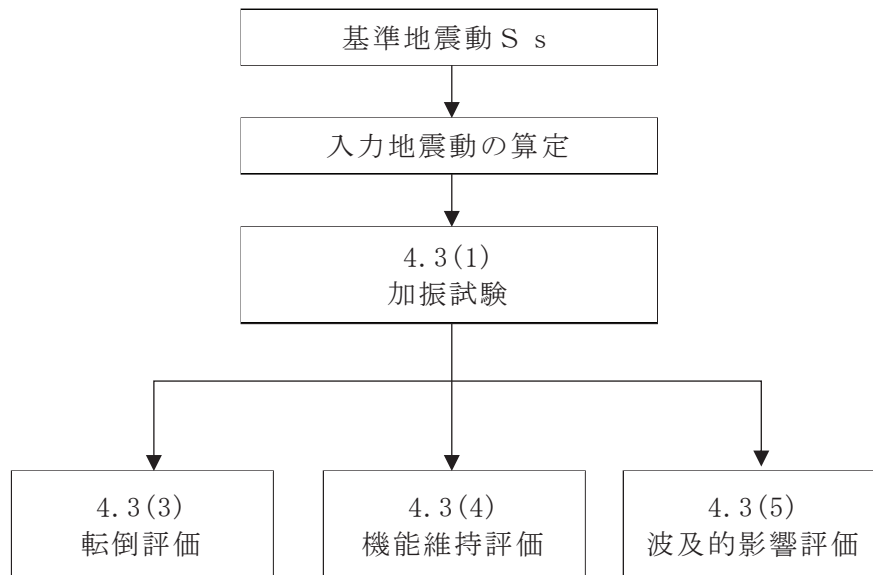 基準地震動Ｓｓ
入力地震動の算定
4.3(1)
加振試験
4.3(3)
転倒評価
4.3(4)
機能維持評価
4.3(5)
波及的影響評価